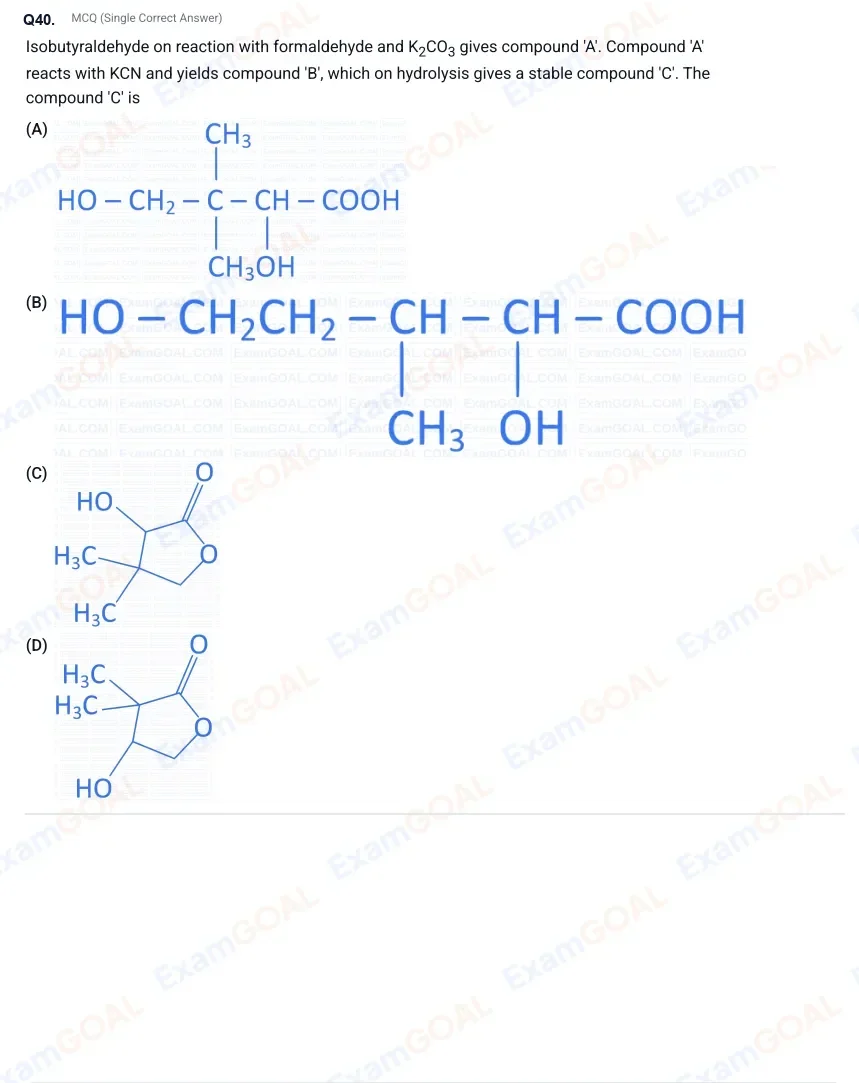 Q40. MCQ (Single Correct Answer)
Isobutyraldehyde on reaction with formaldehyde and K₂CO₃ gives compound 'A'. Compound 'A'
reacts with KCN and yields compound 'B', which on hydrolysis gives a stable compound 'C'. The
compound 'C' is
(A)
CH₃
HO – CH₂ – C – CH – COOH
CH₃OH
(B) HO – CH₂CH₂ – CH – CH – COOH
CH₃ OH
(C)
O
HO
H₃C
O
H₃C
(D)
O
H₃C
H₃C
O
HO
ExamGOAL